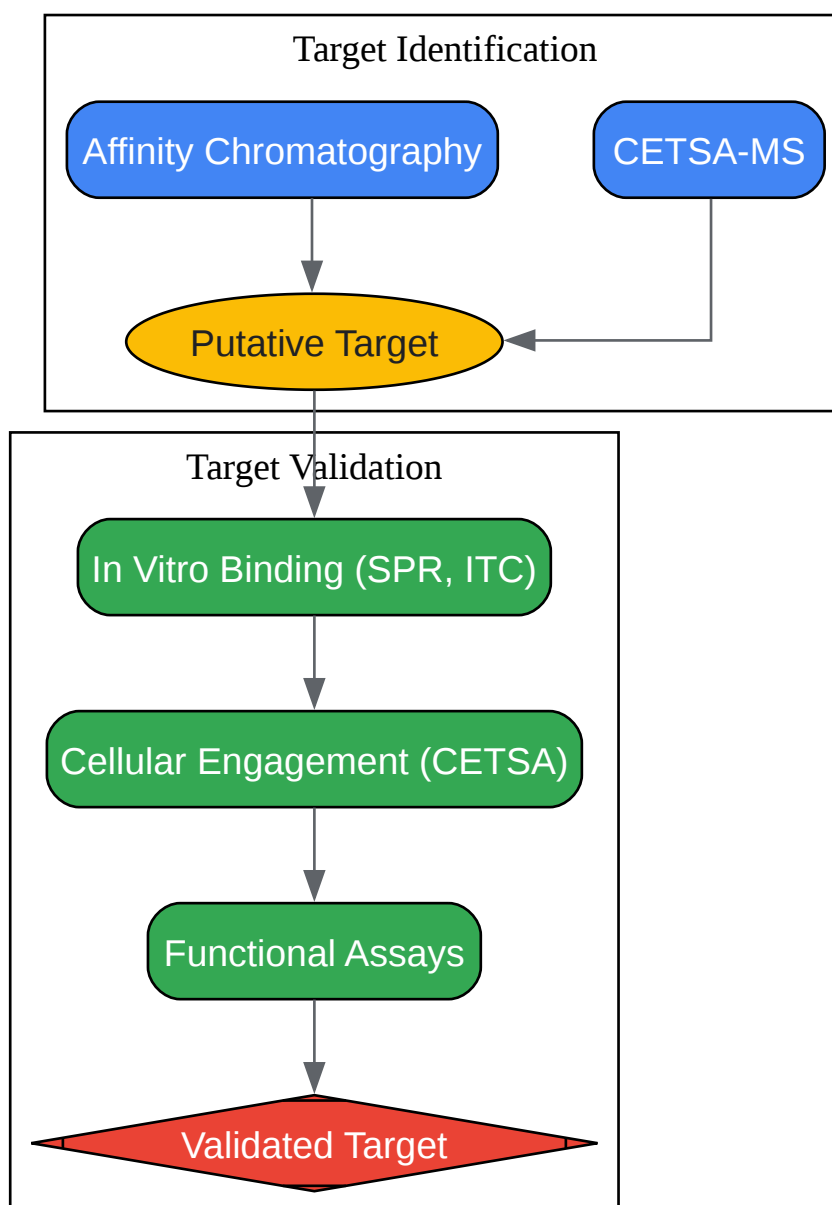 Target Identification
Affinity Chromatography
CETSA-MS
Putative Target
Target Validation
In Vitro Binding (SPR, ITC)
Cellular Engagement (CETSA)
Functional Assays
Validated Target